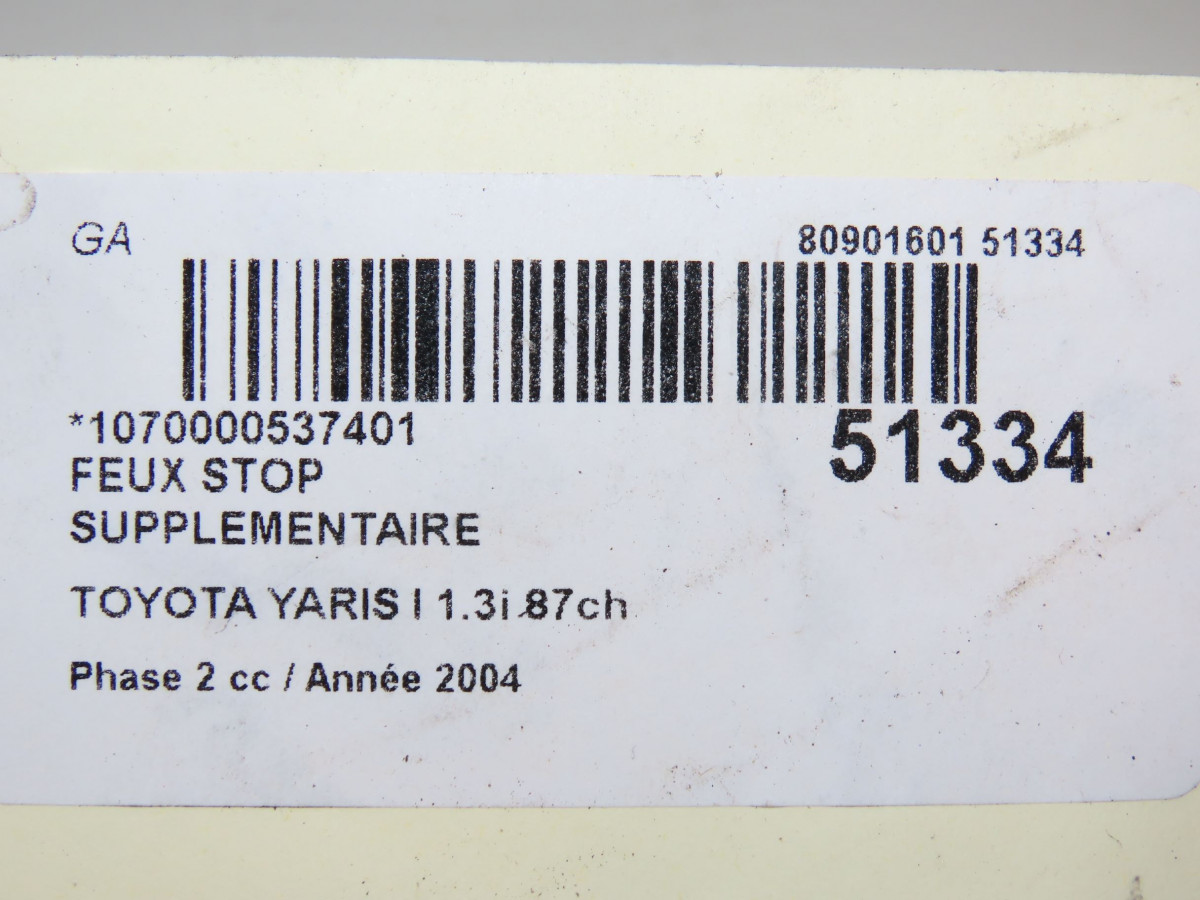 GA
80901601 51334
*1070000537401
51334
FEUX STOP
SUPPLEMENTAIRE
TOYOTA YARIS I 1.3i 87ch
Phase 2 cc / Année 2004